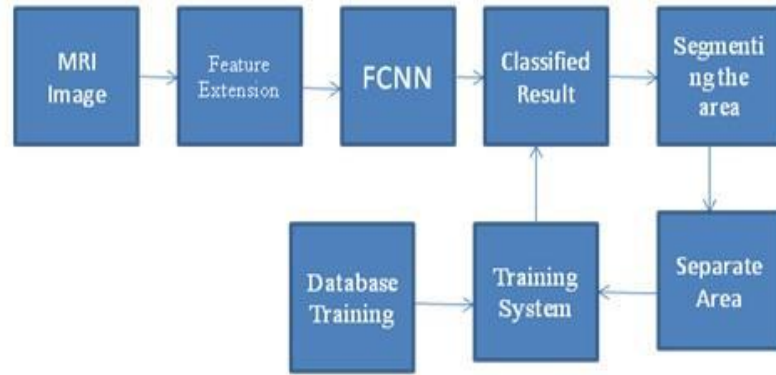 MRI
Image
Feature
Extension
FCNN
Classified
Result
Segmenti
ng the
area
Database
Training
Training
System
Separate
Area